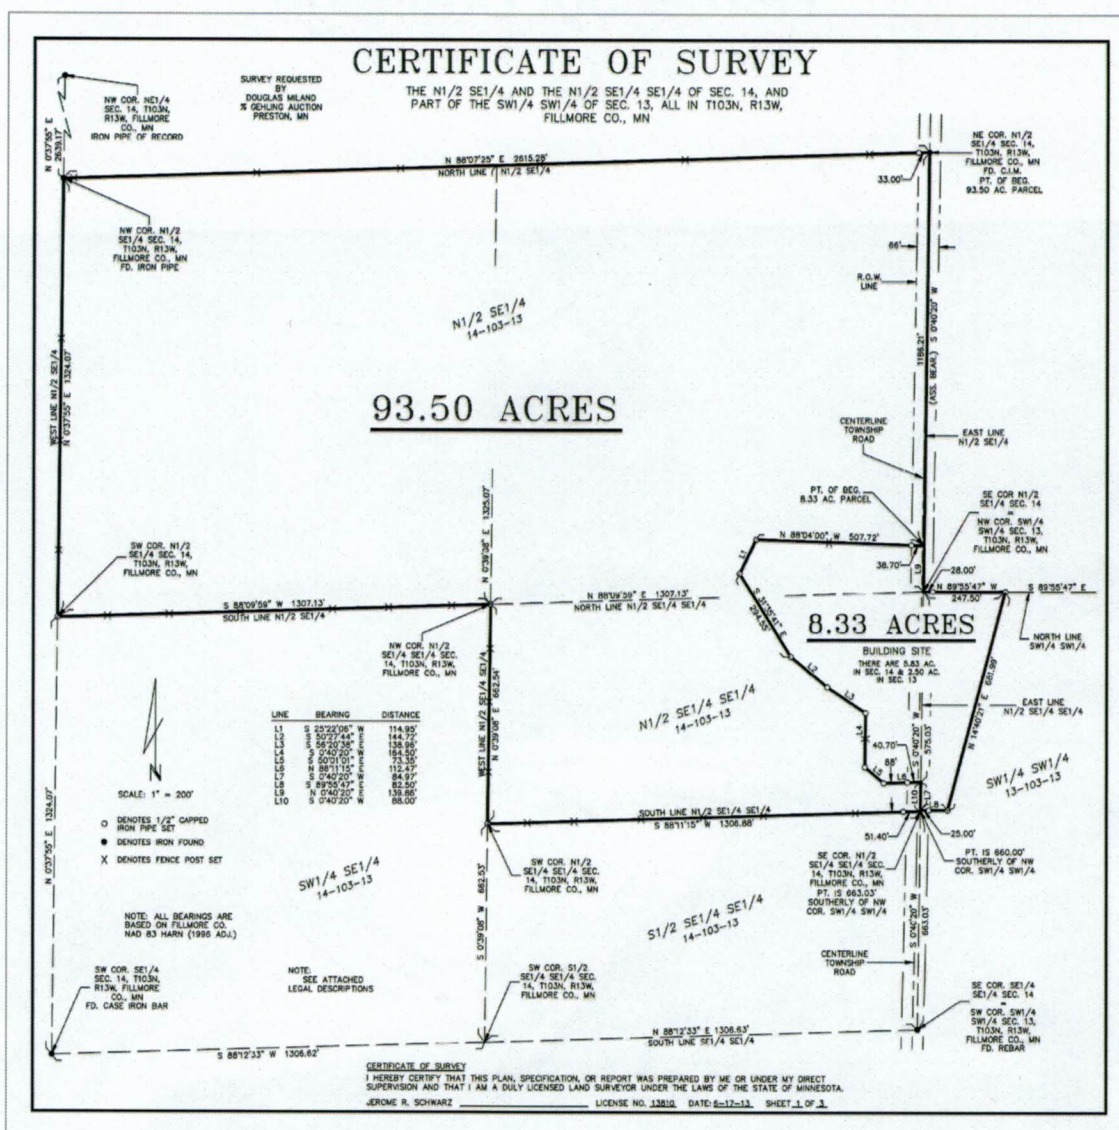 CERTIFICATE OF SURVEY
THE N1/2 SE1/4 AND THE N1/2 SE1/4 SE1/4 OF SEC. 14, AND
PART OF THE SW1/4 SW1/4 OF SEC. 13, ALL IN T103N, R13W,
FILLMORE CO., MN
SURVEY REQUESTED
BY
DOUGLAS MILAND
% GEHLING AUCTION
PRESTON, MN
NW COR. NE1/4
SEC. 14, T103N,
R13W, FILLMORE
CO., MN
IRON PIPE OF RECORD
N 0°37'55" E
2639.17'
NE COR. N1/2
SE1/4 SEC. 14,
T103N, R13W,
FILLMORE CO., MN
FD. C.I.M.
PT. OF BEG.
93.50 AC. PARCEL
N 88°07'25" E 2615.28'
NORTH LINE N1/2 SE1/4
33.00'
NW COR. N1/2
SE1/4 SEC. 14,
T103N, R13W,
FILLMORE CO., MN
FD. IRON PIPE
66'
R.O.W.
LINE
N1/2 SE1/4
14-103-13
1186.21'
(ASS. BEAR.) S 0°40'20" W
WEST LINE N1/2 SE1/4
N 0°37'55" E 1324.07'
93.50 ACRES
CENTERLINE
TOWNSHIP
ROAD
EAST LINE
N1/2 SE1/4
PT. OF BEG.
8.33 AC. PARCEL
SE COR N1/2
SE1/4 SEC. 14
=
NW COR. SW1/4
SW1/4 SEC. 13,
T103N, R13W,
FILLMORE CO., MN
N 0°39'08" E 1325.07'
N 88°04'00" W 507.72'
L1
38.70'
L9
28.00'
SW COR. N1/2
SE1/4 SEC. 14,
T103N, R13W,
FILLMORE CO., MN
N 89°55'47" W
247.50'
S 89°55'47" E
S 88°09'59" W 1307.13'
SOUTH LINE N1/2 SE1/4
N 88°09'59" E 1307.13'
NORTH LINE N1/2 SE1/4 SE1/4
8.33 ACRES
BUILDING SITE
THERE ARE 5.83 AC.
IN SEC. 14 & 2.50 AC.
IN SEC. 13
NORTH LINE
SW1/4 SW1/4
NW COR. N1/2
SE1/4 SE1/4 SEC.
14, T103N, R13W,
FILLMORE CO., MN
294.55'
L2
L3
L4
WEST LINE N1/2 SE1/4 SE1/4
N 0°39'08" E 662.54'
N1/2 SE1/4 SE1/4
14-103-13
N 14°40'21" E 681.99'
EAST LINE
N1/2 SE1/4 SE1/4
S 0°40'20" W
575.03'
40.70'
88'
L5
L6
L10
L7
L8
SW1/4 SW1/4
13-103-13
LINE BEARING DISTANCE
L1 S 25°22'06" W 114.95'
L2 S 50°27'44" E 144.72'
L3 S 56°20'38" E 138.96'
L4 S 0°40'20" W 164.50'
L5 S 50°01'01" E 73.35'
L6 N 88°11'15" E 112.47'
L7 S 0°40'20" W 84.97'
L8 S 89°55'47" E 82.50'
L9 N 0°40'20" E 139.86'
L10 S 0°40'20" W 88.00'
N
SCALE: 1" = 200'
O DENOTES 1/2" CAPPED
IRON PIPE SET
● DENOTES IRON FOUND
X DENOTES FENCE POST SET
SOUTH LINE N1/2 SE1/4 SE1/4
S 88°11'15" W 1306.88'
51.40'
25.00'
PT. IS 660.00'
SOUTHERLY OF NW
COR. SW1/4 SW1/4
N 0°37'55" E 1324.07'
SW1/4 SE1/4
14-103-13
SW COR. N1/2
SE1/4 SE1/4 SEC.
14, T103N, R13W,
FILLMORE CO., MN
SE COR. N1/2
SE1/4 SE1/4 SEC.
14, T103N, R13W,
FILLMORE CO., MN
PT. IS 663.03'
SOUTHERLY OF NW
COR. SW1/4 SW1/4
S 0°39'08" W 662.53'
S1/2 SE1/4 SE1/4
14-103-13
S 0°40'20" W
663.03'
NOTE: ALL BEARINGS ARE
BASED ON FILLMORE CO.
NAD 83 HARN (1996 ADJ.)
CENTERLINE
TOWNSHIP
ROAD
SW COR. SE1/4
SEC. 14, T103N,
R13W, FILLMORE
CO., MN
FD. CASE IRON BAR
NOTE:
SEE ATTACHED
LEGAL DESCRIPTIONS
SW COR. S1/2
SE1/4 SE1/4 SEC.
14, T103N, R13W,
FILLMORE CO., MN
SE COR. SE1/4
SE1/4 SEC. 14
=
SW COR. SW1/4
SW1/4 SEC. 13,
T103N, R13W,
FILLMORE CO., MN
FD. REBAR
S 88°12'33" W 1306.62'
N 88°12'33" E 1306.63'
SOUTH LINE SE1/4 SE1/4
CERTIFICATE OF SURVEY
I HEREBY CERTIFY THAT THIS PLAN, SPECIFICATION, OR REPORT WAS PREPARED BY ME OR UNDER MY DIRECT
SUPERVISION AND THAT I AM A DULY LICENSED LAND SURVEYOR UNDER THE LAWS OF THE STATE OF MINNESOTA.
JEROME R. SCHWARZ LICENSE NO. 13810 DATE: 6-17-13 SHEET 1 OF 3